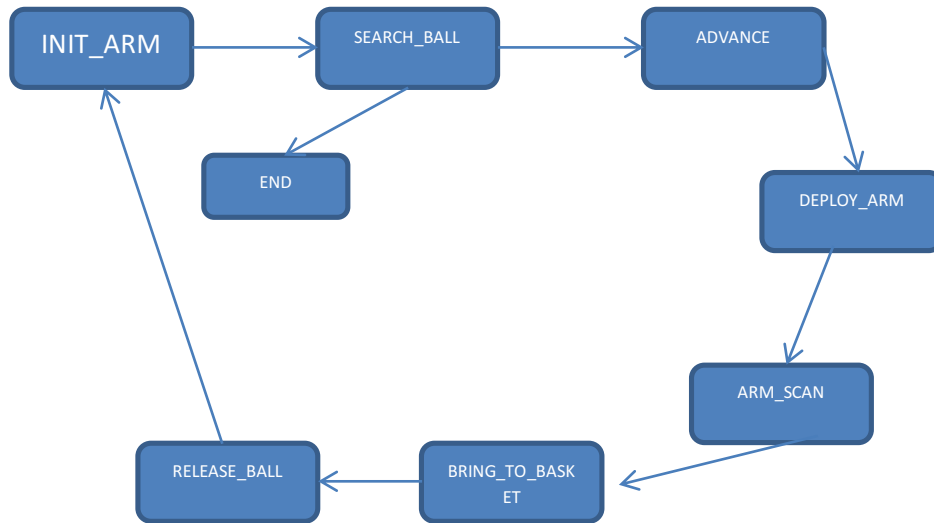 INIT_ARM
SEARCH_BALL
ADVANCE
END
DEPLOY_ARM
ARM_SCAN
RELEASE_BALL
BRING_TO_BASK
ET